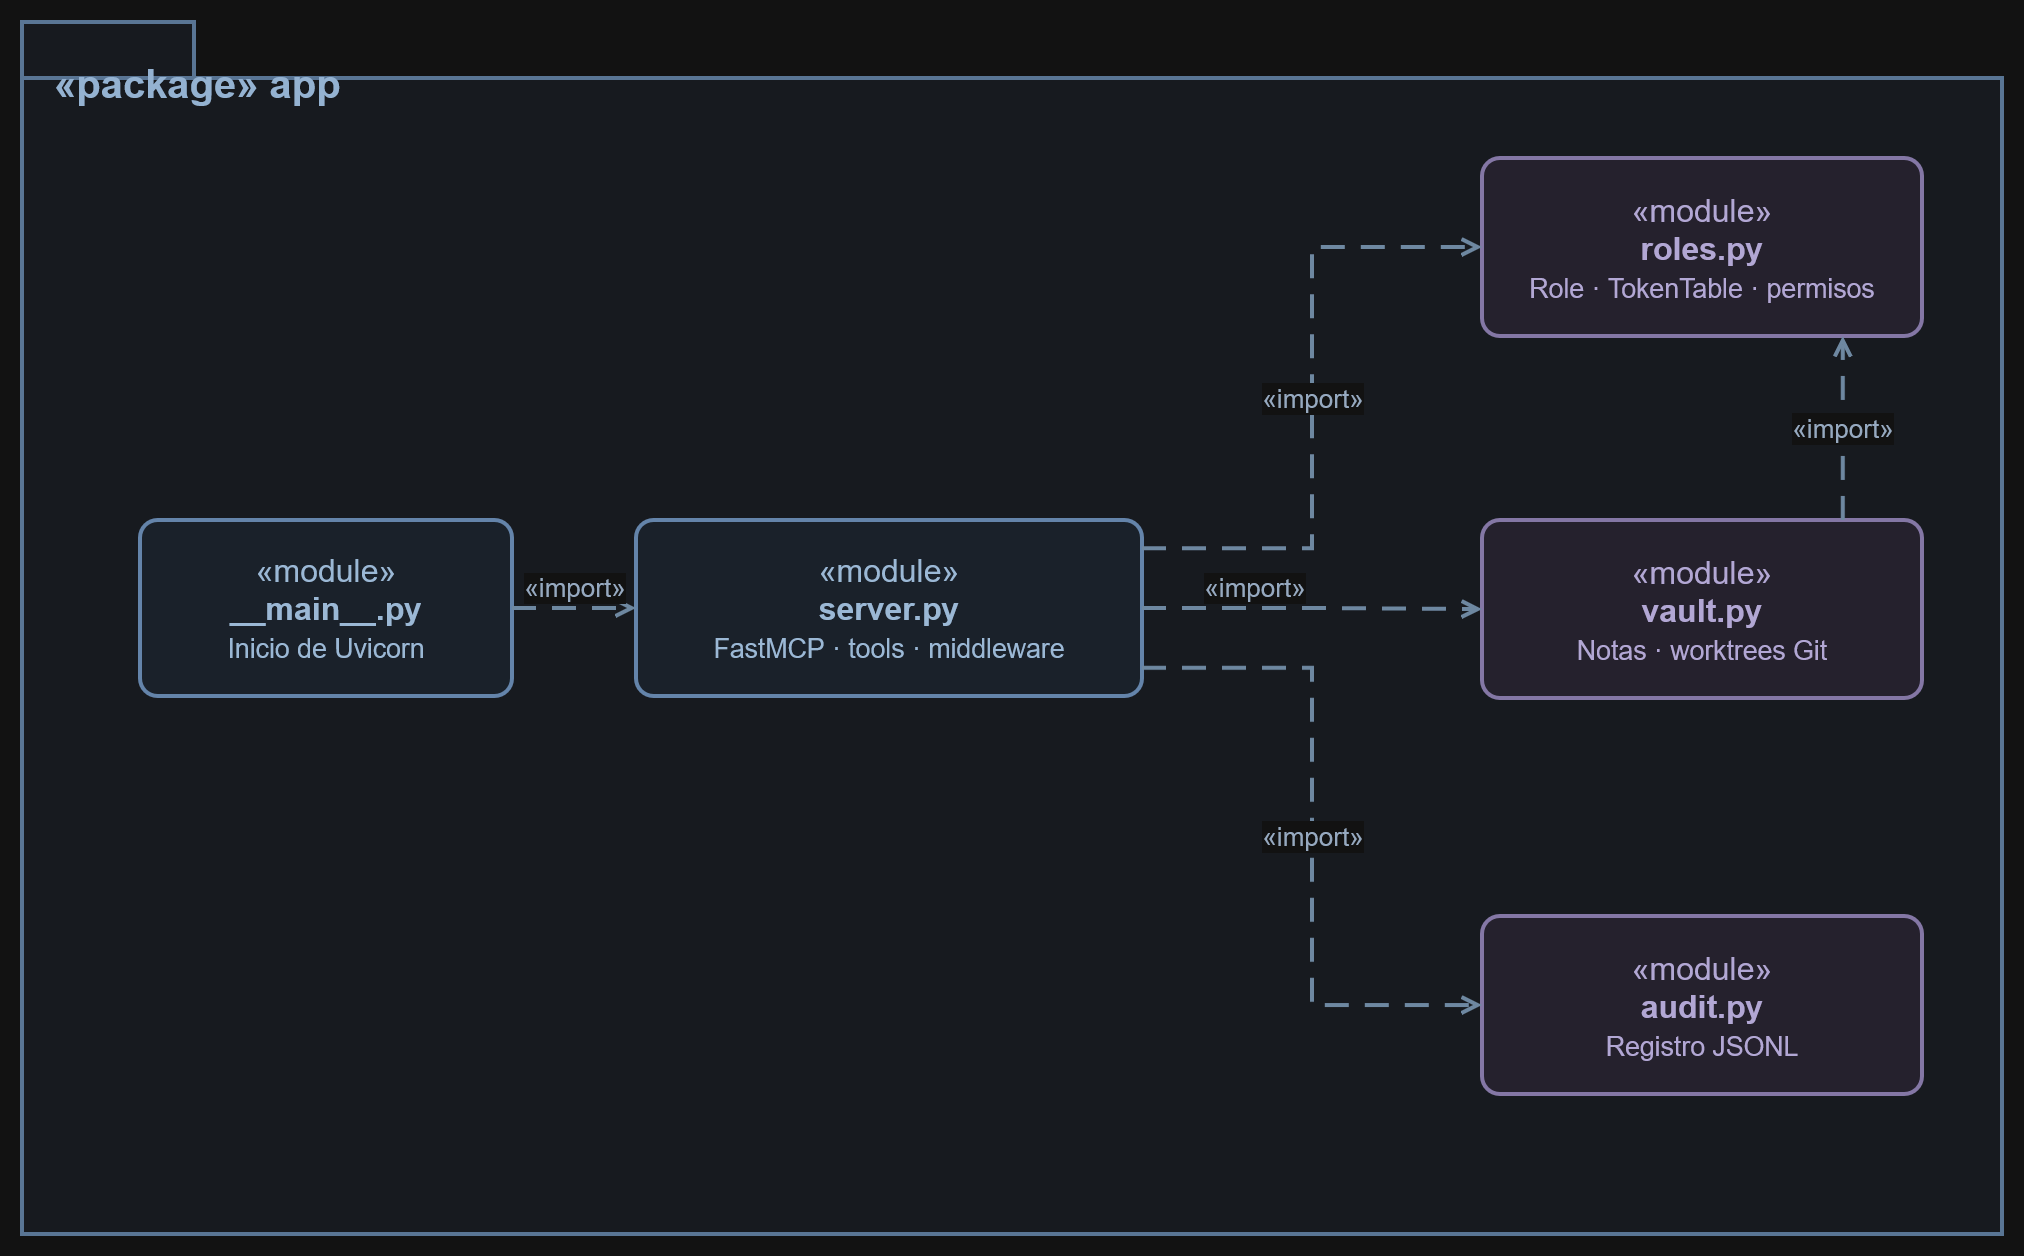 «package» app
«module»
roles.py
Role · TokenTable · permisos
«import»
«import»
«module»
__main__.py
Inicio de Uvicorn
«import»
«module»
server.py
FastMCP · tools · middleware
«import»
«module»
vault.py
Notas · worktrees Git
«import»
«module»
audit.py
Registro JSONL